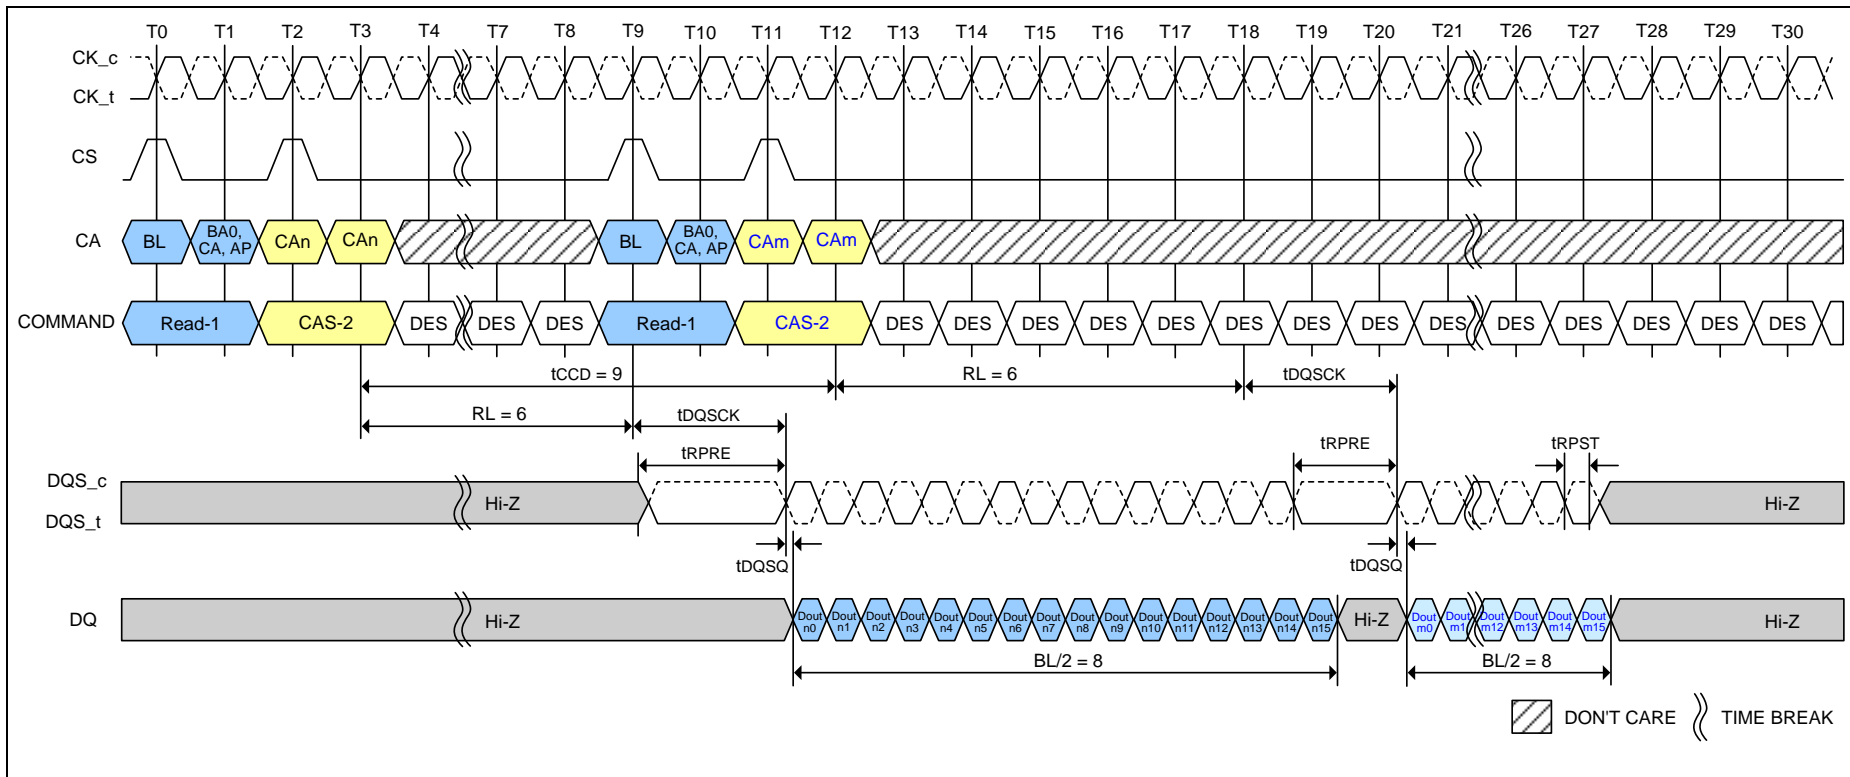 T0 T1 T2 T3 T4 T7 T8 T9 T10 T11 T12 T13 T14 T15 T16 T17 T18 T19 T20 T21 T26 T27 T28 T29 T30
CK_c
CK_t
CS
CA BL BA0, CA, AP CAn CAn BL BA0, CA, AP CAm CAm
COMMAND Read-1 CAS-2 DES DES DES Read-1 CAS-2 DES DES DES DES DES DES DES DES DES DES DES DES DES DES
tCCD = 9 RL = 6 tDQSCK
RL = 6 tDQSCK
tRPRE tRPRE tRPST
DQS_c
Hi-Z Hi-Z
DQS_t
tDQSQ tDQSQ
DQ Hi-Z Dout n0 Dout n1 Dout n2 Dout n3 Dout n4 Dout n5 Dout n6 Dout n7 Dout n8 Dout n9 Dout n10 Dout n11 Dout n12 Dout n13 Dout n14 Dout n15 Hi-Z Dout m0 Dout m1 Dout m12 Dout m13 Dout m14 Dout m15 Hi-Z
BL/2 = 8 BL/2 = 8
DON'T CARE TIME BREAK